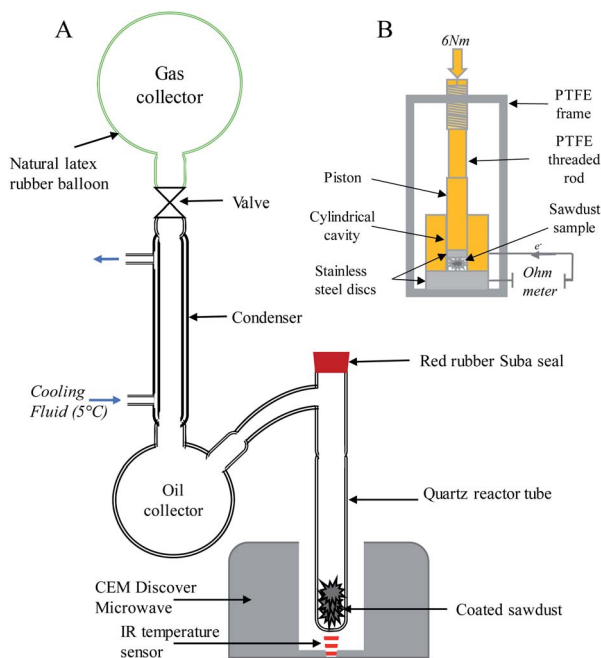 A
Gas
collector
Natural latex
rubber balloon
Valve
Condenser
Cooling
Fluid (5°C)
Oil
collector
Red rubber Suba seal
Quartz reactor tube
CEM Discover
Microwave
Coated sawdust
IR temperature
sensor
B
6Nm
PTFE
frame
PTFE
threaded
rod
Piston
Sawdust
sample
Cylindrical
cavity
e-
Stainless
steel discs
Ohm
meter